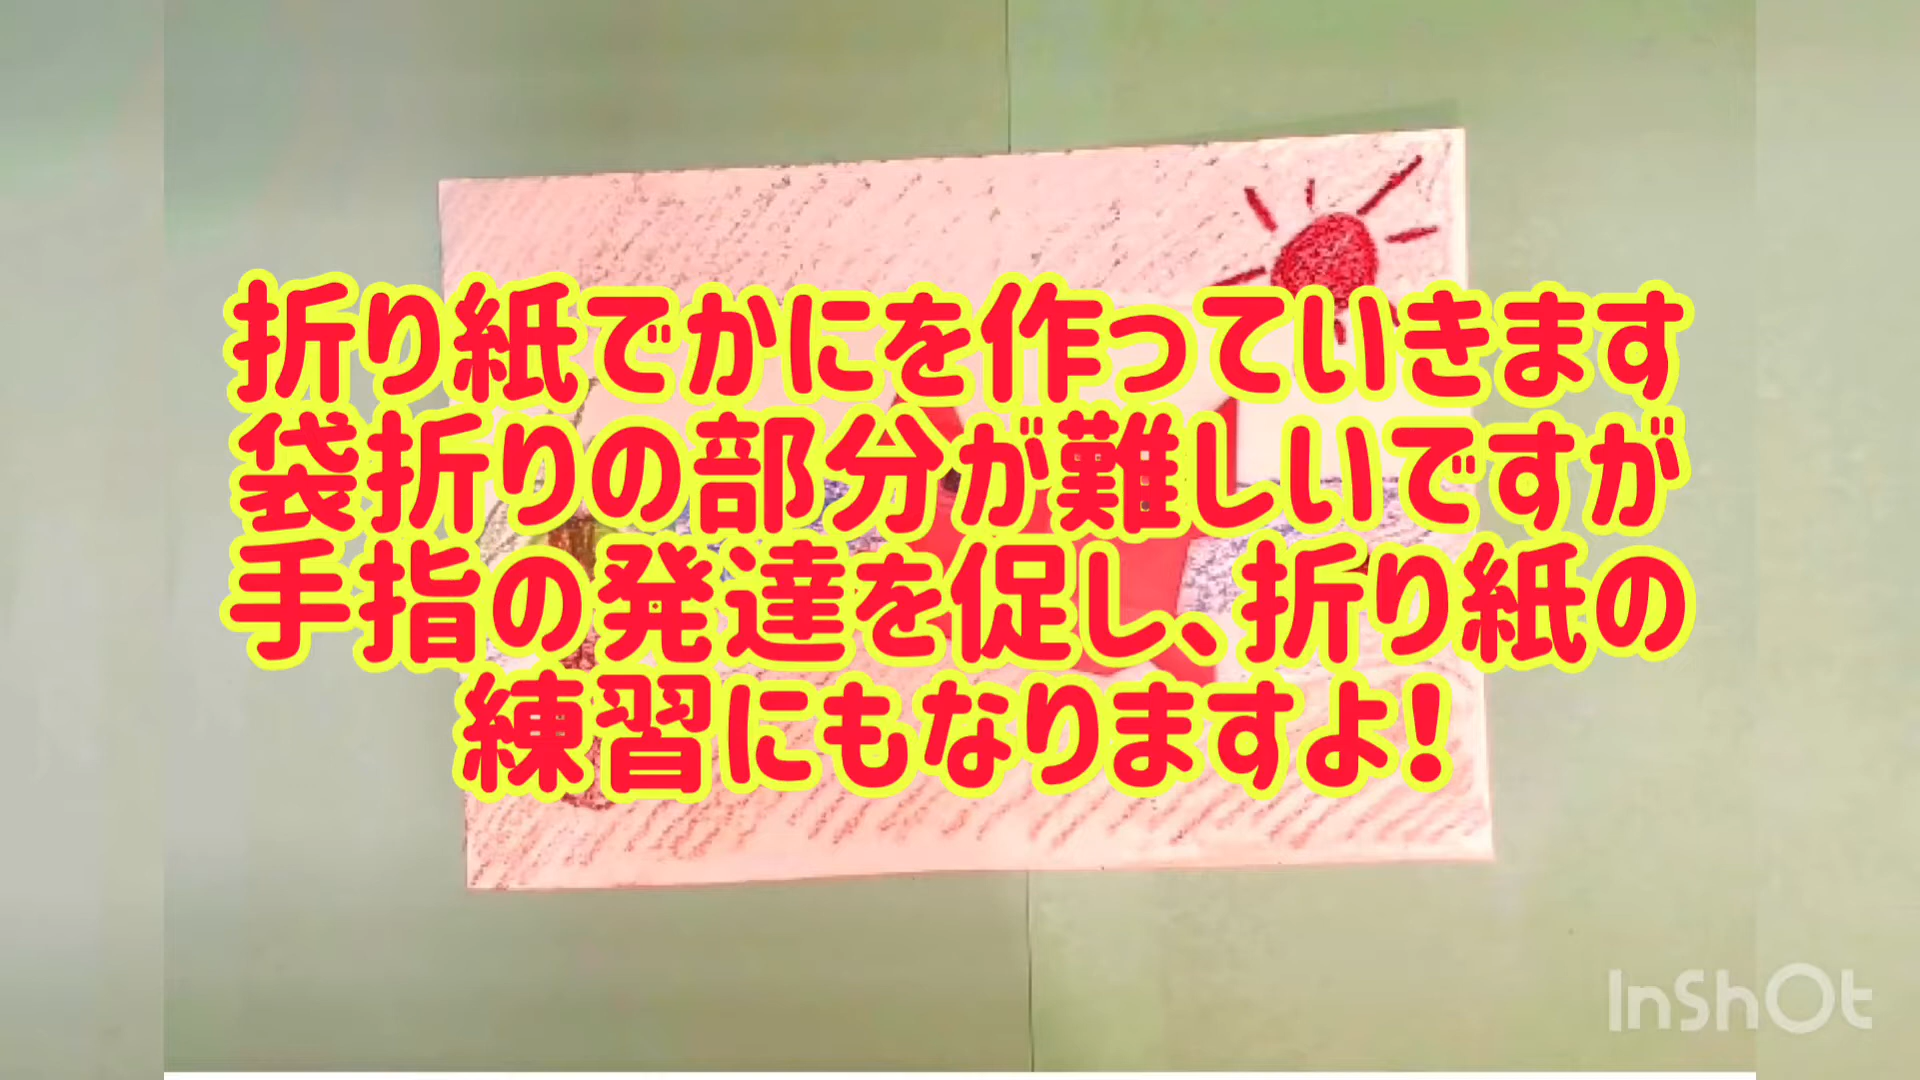 折り紙でかにを作っていきます
袋折りの部分が難しいですが
手指の発達を促し、折り紙の
練習にもなりますよ!
InShOt